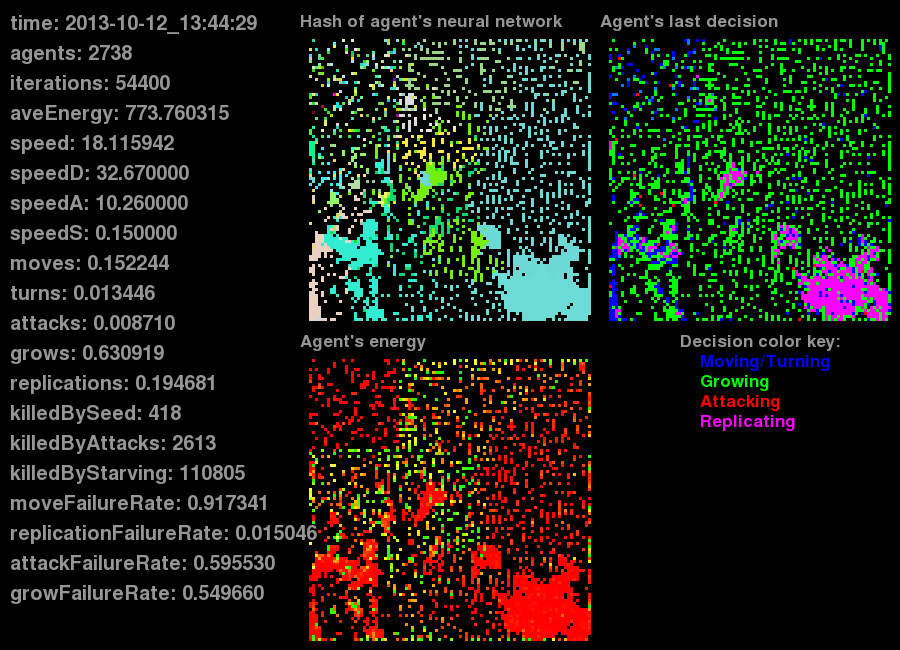 time: 2013-10-12_13:44:29
agents: 2738
iterations: 54400
aveEnergy: 773.760315
speed: 18.115942
speedD: 32.670000
speedA: 10.260000
speedS: 0.150000
moves: 0.152244
turns: 0.013446
attacks: 0.008710
grows: 0.630919
replications: 0.194681
killedBySeed: 418
killedByAttacks: 2613
killedByStarving: 110805
moveFailureRate: 0.917341
replicationFailureRate: 0.015046
attackFailureRate: 0.595530
growFailureRate: 0.549660
Hash of agent's neural network
Agent's last decision
Agent's energy
Decision color key:
Moving/Turning
Growing
Attacking
Replicating